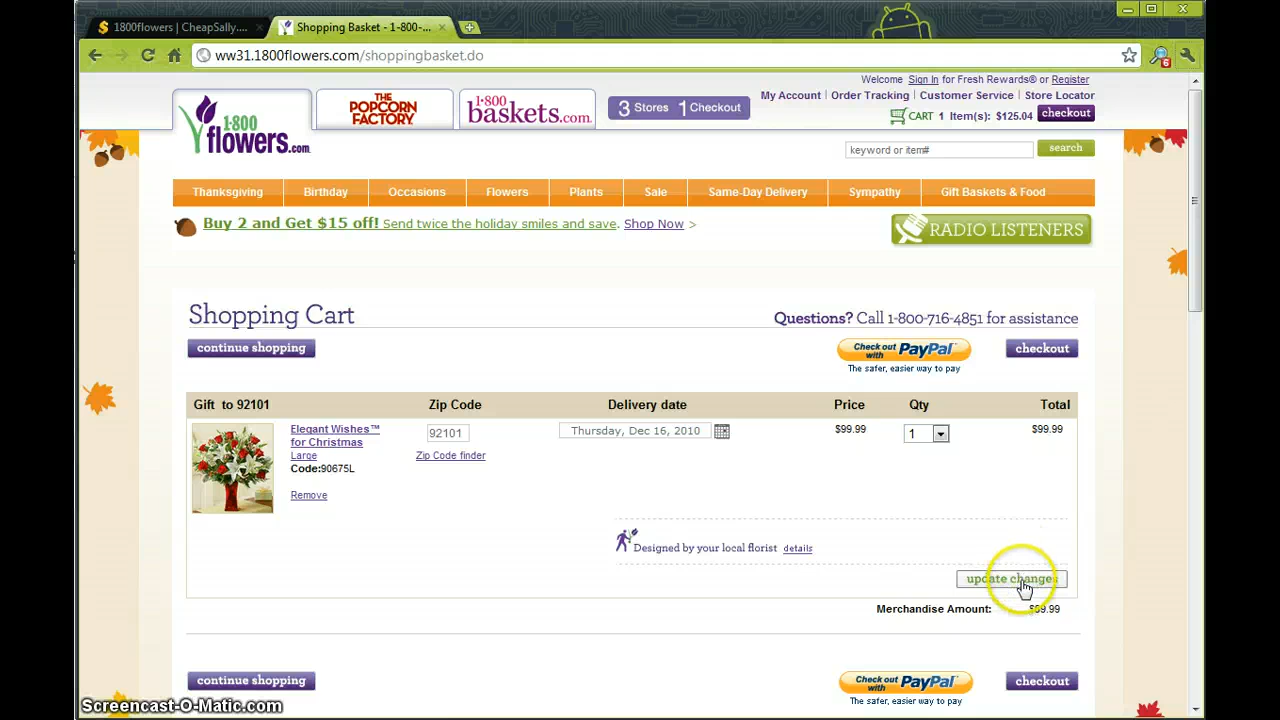 1800flowers | CheapSally....
Shopping Basket - 1-800-...
ww31.1800flowers.com/shoppingbasket.do
6
Welcome Sign In for Fresh Rewards® or Register
My Account | Order Tracking | Customer Service | Store Locator
CART 1 Item(s): $125.04 checkout
1·800 flowers.com
THE POPCORN FACTORY
1·800 baskets.com
3 Stores 1 Checkout
keyword or item#
search
Thanksgiving Birthday Occasions Flowers Plants Sale Same-Day Delivery Sympathy Gift Baskets & Food
Buy 2 and Get $15 off! Send twice the holiday smiles and save. Shop Now >
RADIO LISTENERS
Shopping Cart
Questions? Call 1-800-716-4851 for assistance
continue shopping
Check out with PayPal
The safer, easier way to pay
checkout
Gift to 92101 Zip Code Delivery date Price Qty Total
Elegant Wishes™ for Christmas
Large
Code:90675L
Remove
92101
Zip Code finder
Thursday, Dec 16, 2010
$99.99
1
$99.99
Designed by your local florist details
update changes
Merchandise Amount: $99.99
continue shopping
Check out with PayPal
The safer, easier way to pay
checkout
Screencast-O-Matic.com